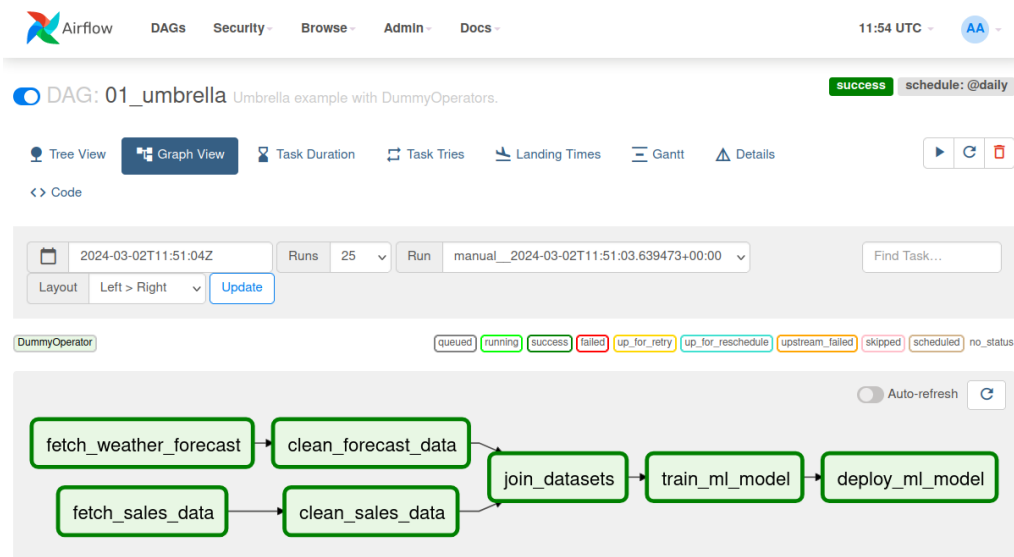 Airflow DAGs Security Browse Admin Docs 11:54 UTC AA
DAG: 01_umbrella Umbrella example with DummyOperators. success schedule: @daily
Tree View Graph View Task Duration Task Tries Landing Times Gantt Details
<> Code
2024-03-02T11:51:04Z Runs 25 Run manual__2024-03-02T11:51:03.639473+00:00 Find Task...
Layout Left > Right Update
DummyOperator queued running success failed up_for_retry up_for_reschedule upstream_failed skipped scheduled no_status
Auto-refresh
fetch_weather_forecast clean_forecast_data
join_datasets train_ml_model deploy_ml_model
fetch_sales_data clean_sales_data